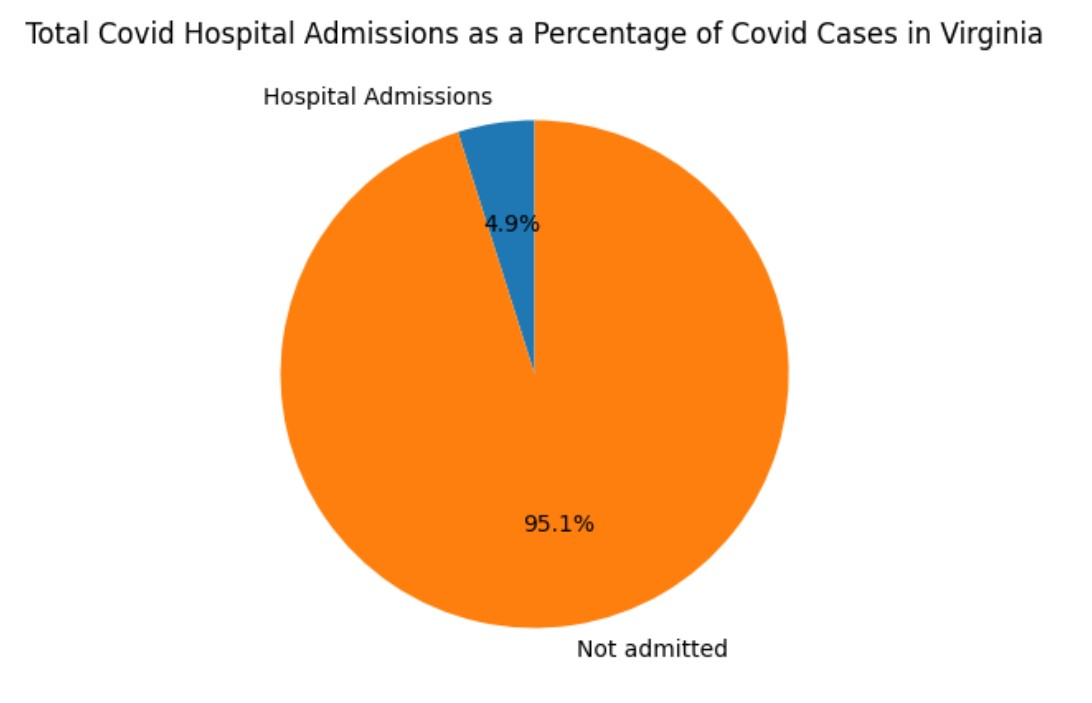 Total Covid Hospital Admissions as a Percentage of Covid Cases in Virginia
Hospital Admissions
4.9%
95.1%
Not admitted